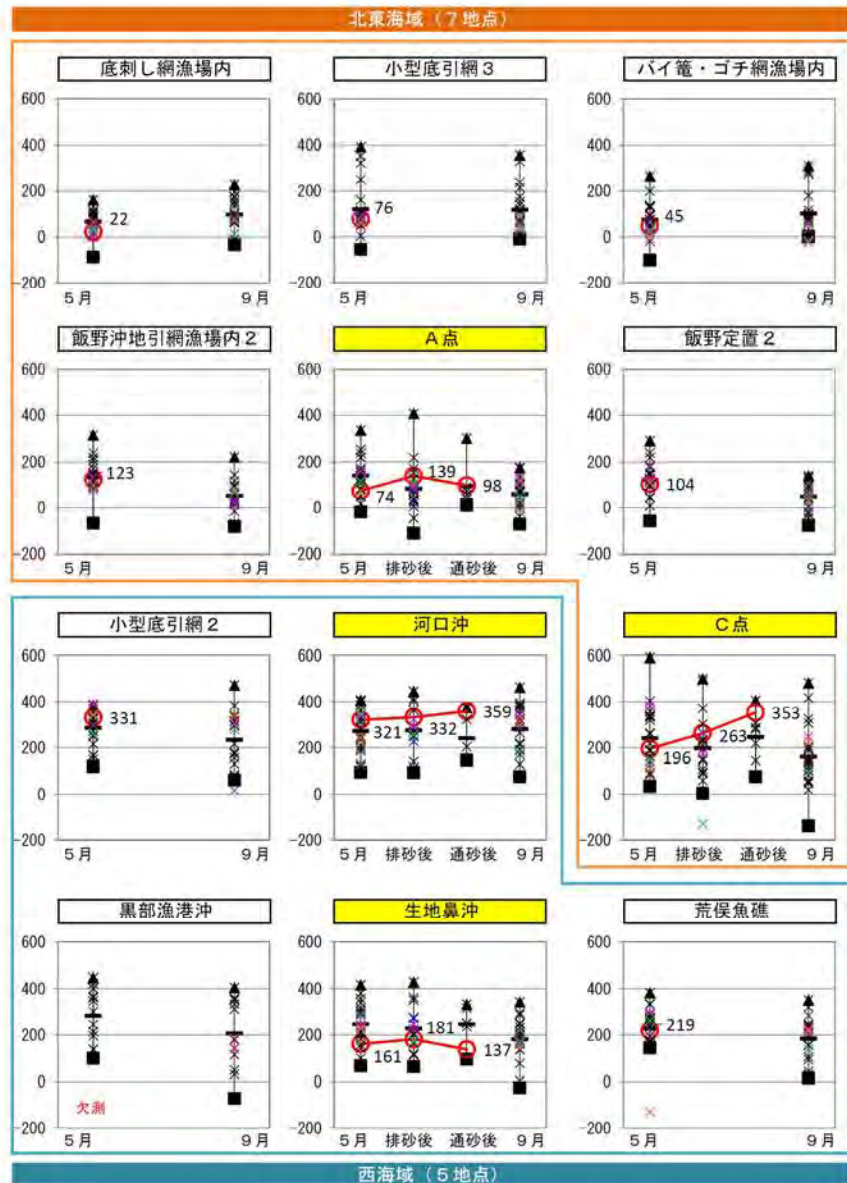 北東海域（7地点）
底刺し網漁場内
600
400
200
0
-200
22
5月
9月
小型底引網3
600
400
200
0
-200
76
5月
9月
バイ篭・ゴチ網漁場内
600
400
200
0
-200
45
5月
9月
飯野沖地引網漁場内2
600
400
200
0
-200
123
5月
9月
A点
600
400
200
0
-200
74
139
98
5月
排砂後
通砂後
9月
飯野定置2
600
400
200
0
-200
104
5月
9月
小型底引網2
600
400
200
0
-200
331
5月
9月
河口沖
600
400
200
0
-200
321
332
359
5月
排砂後
通砂後
9月
C点
600
400
200
0
-200
196
263
353
5月
排砂後
通砂後
9月
黒部漁港沖
600
400
200
0
-200
欠測
5月
9月
生地鼻沖
600
400
200
0
-200
161
181
137
5月
排砂後
通砂後
9月
荒俣魚礁
600
400
200
0
-200
219
5月
9月
西海域（5地点）